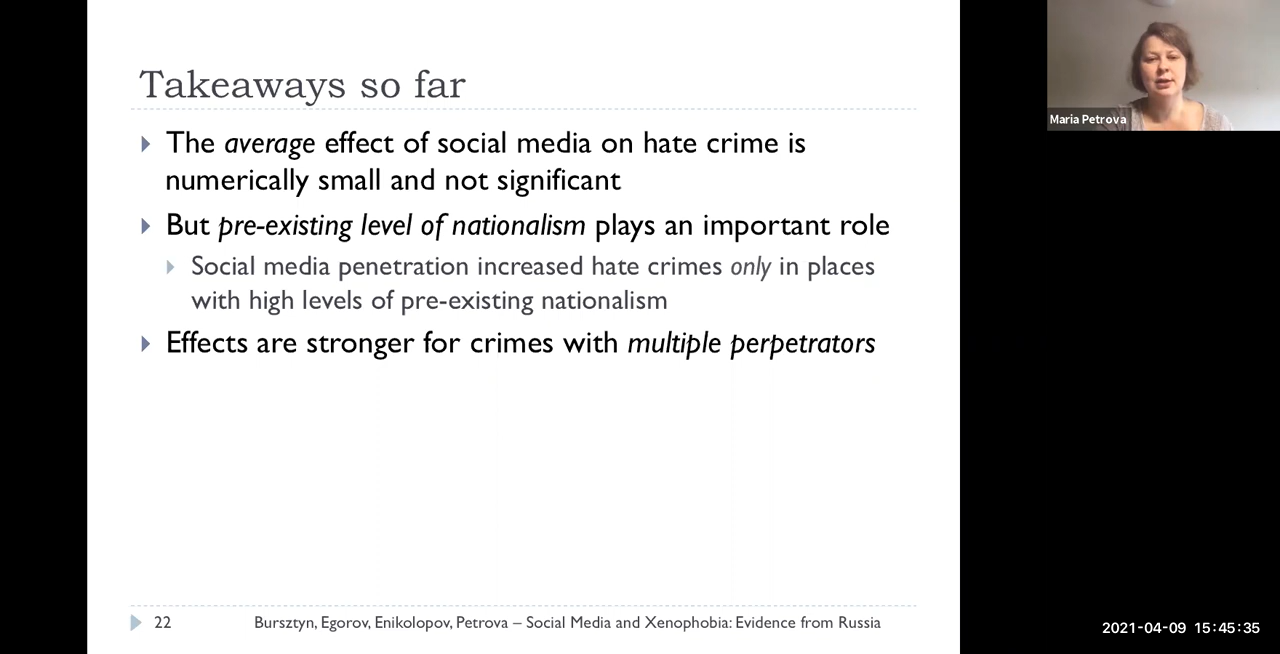 Takeaways so far
The average effect of social media on hate crime is
numerically small and not significant
But pre-existing level of nationalism plays an important role
Social media penetration increased hate crimes only in places
with high levels of pre-existing nationalism
Effects are stronger for crimes with multiple perpetrators
22 Bursztyn, Egorov, Enikolopov, Petrova – Social Media and Xenophobia: Evidence from Russia
Maria Petrova
2021-04-09 15:45:35